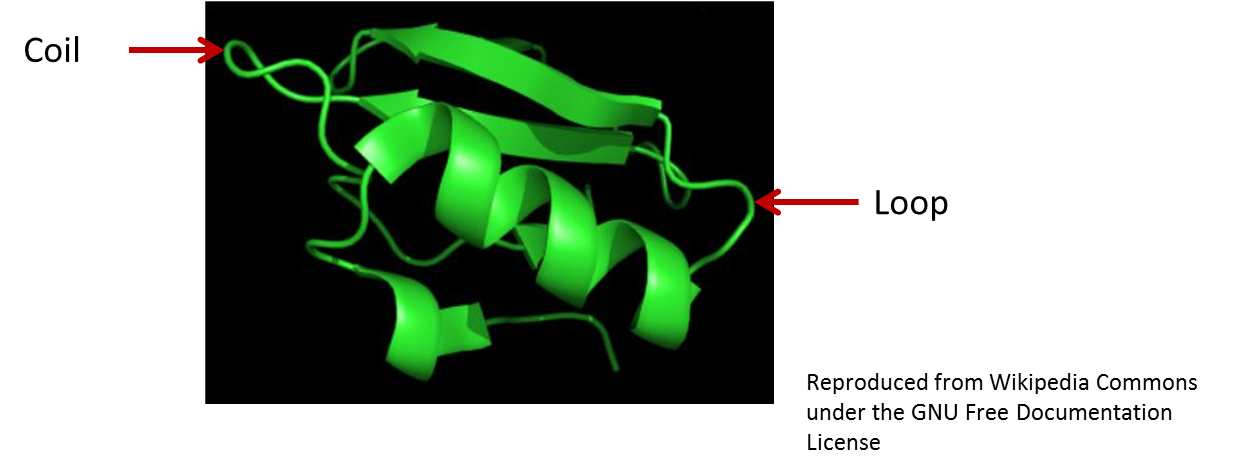 Coil
Loop
Reproduced from Wikipedia Commons
under the GNU Free Documentation
License